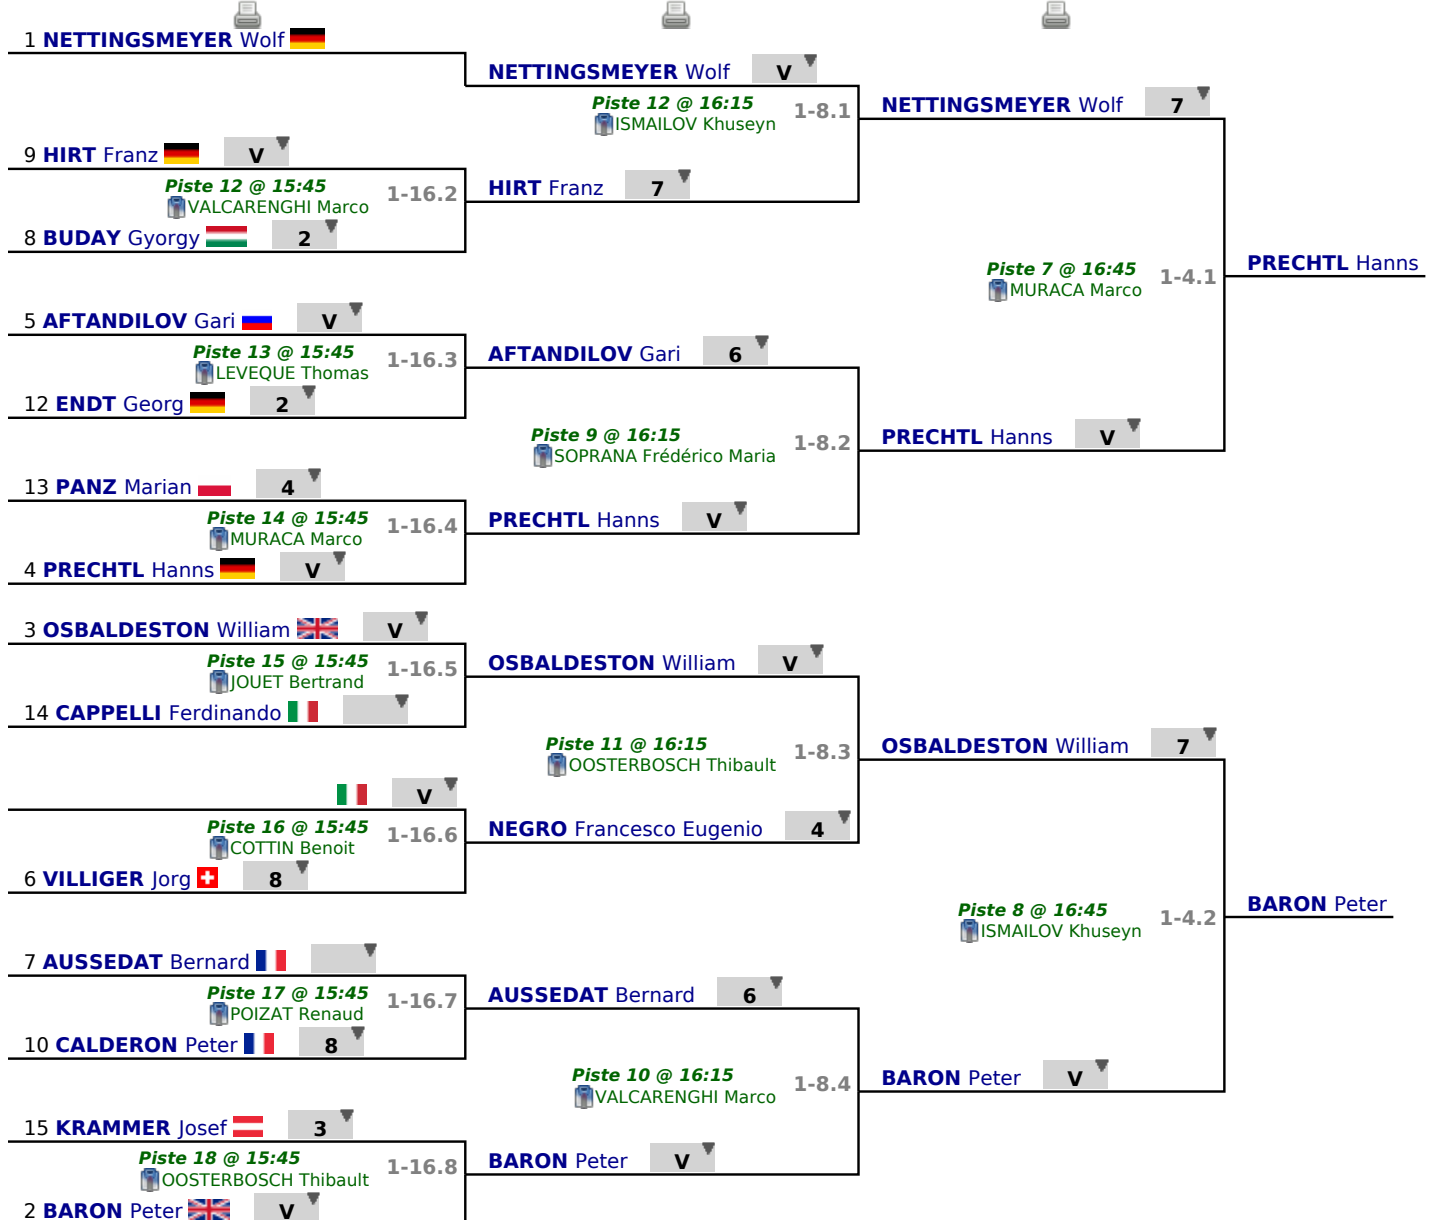 1 NETTINGSMEYER Wolf
NETTINGSMEYER Wolf V
Piste 12 @ 16:15
ISMAILOV Khuseyn
1-8.1
NETTINGSMEYER Wolf 7
9 HIRT Franz V
Piste 12 @ 15:45
VALCARENGHI Marco
1-16.2
HIRT Franz 7
8 BUDAY Gyorgy 2
Piste 7 @ 16:45
MURACA Marco
1-4.1
PRECHTL Hanns
5 AFTANDILOV Gari V
Piste 13 @ 15:45
LEVEQUE Thomas
1-16.3
AFTANDILOV Gari 6
12 ENDT Georg 2
Piste 9 @ 16:15
SOPRANA Frédérico Maria
1-8.2
PRECHTL Hanns V
13 PANZ Marian 4
Piste 14 @ 15:45
MURACA Marco
1-16.4
PRECHTL Hanns V
4 PRECHTL Hanns V
3 OSBALDESTON William V
Piste 15 @ 15:45
JOUET Bertrand
1-16.5
OSBALDESTON William V
14 CAPPELLI Ferdinando
Piste 11 @ 16:15
OOSTERBOSCH Thibault
1-8.3
OSBALDESTON William 7
V
Piste 16 @ 15:45
COTTIN Benoit
1-16.6
NEGRO Francesco Eugenio 4
6 VILLIGER Jorg 8
Piste 8 @ 16:45
ISMAILOV Khuseyn
1-4.2
BARON Peter
7 AUSSEDAT Bernard
Piste 17 @ 15:45
POIZAT Renaud
1-16.7
AUSSEDAT Bernard 6
10 CALDERON Peter 8
Piste 10 @ 16:15
VALCARENGHI Marco
1-8.4
BARON Peter V
15 KRAMMER Josef 3
Piste 18 @ 15:45
OOSTERBOSCH Thibault
1-16.8
BARON Peter V
2 BARON Peter V